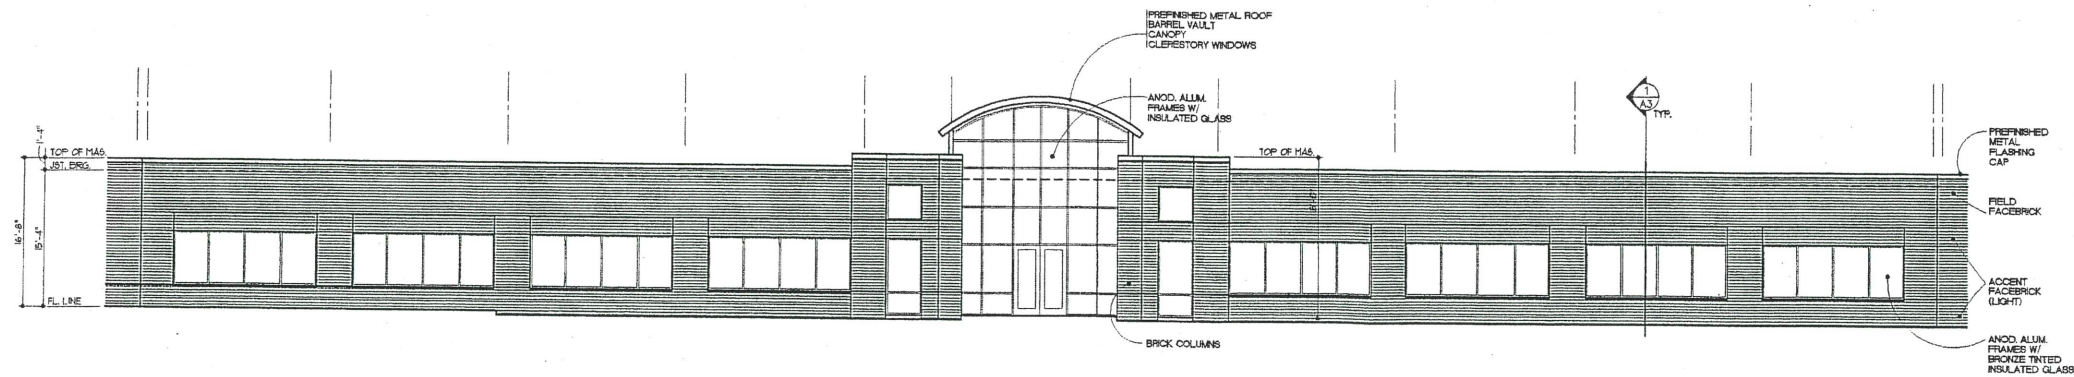 PREFINISHED METAL ROOF
BARREL VAULT
CANOPY
CLERESTORY WINDOWS
ANOD. ALUM.
FRAMES W/
INSULATED GLASS
1
A3
TYP.
1'-4"
TOP OF MAS.
JST. BRG.
16'-8"
15'-4"
FL. LINE
TOP OF MAS.
PREFINISHED
METAL
FLASHING
CAP
FIELD
FACEBRICK
ACCENT
FACEBRICK
(LIGHT)
BRICK COLUMNS
ANOD. ALUM.
FRAMES W/
BRONZE TINTED
INSULATED GLASS